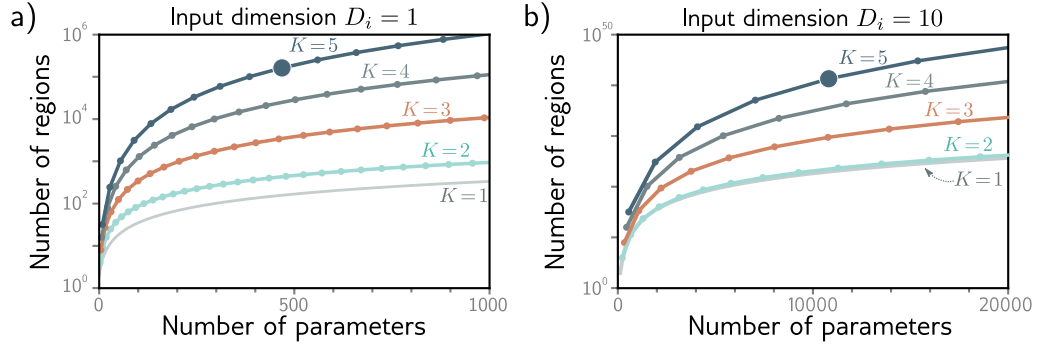 a)
Input dimension D_i = 1
10^6
10^4
10^2
10^0
Number of regions
K=5
K=4
K=3
K=2
K=1
0
500
1000
Number of parameters
b)
Input dimension D_i = 10
10^50
10^0
Number of regions
K=5
K=4
K=3
K=2
K=1
0
10000
20000
Number of parameters